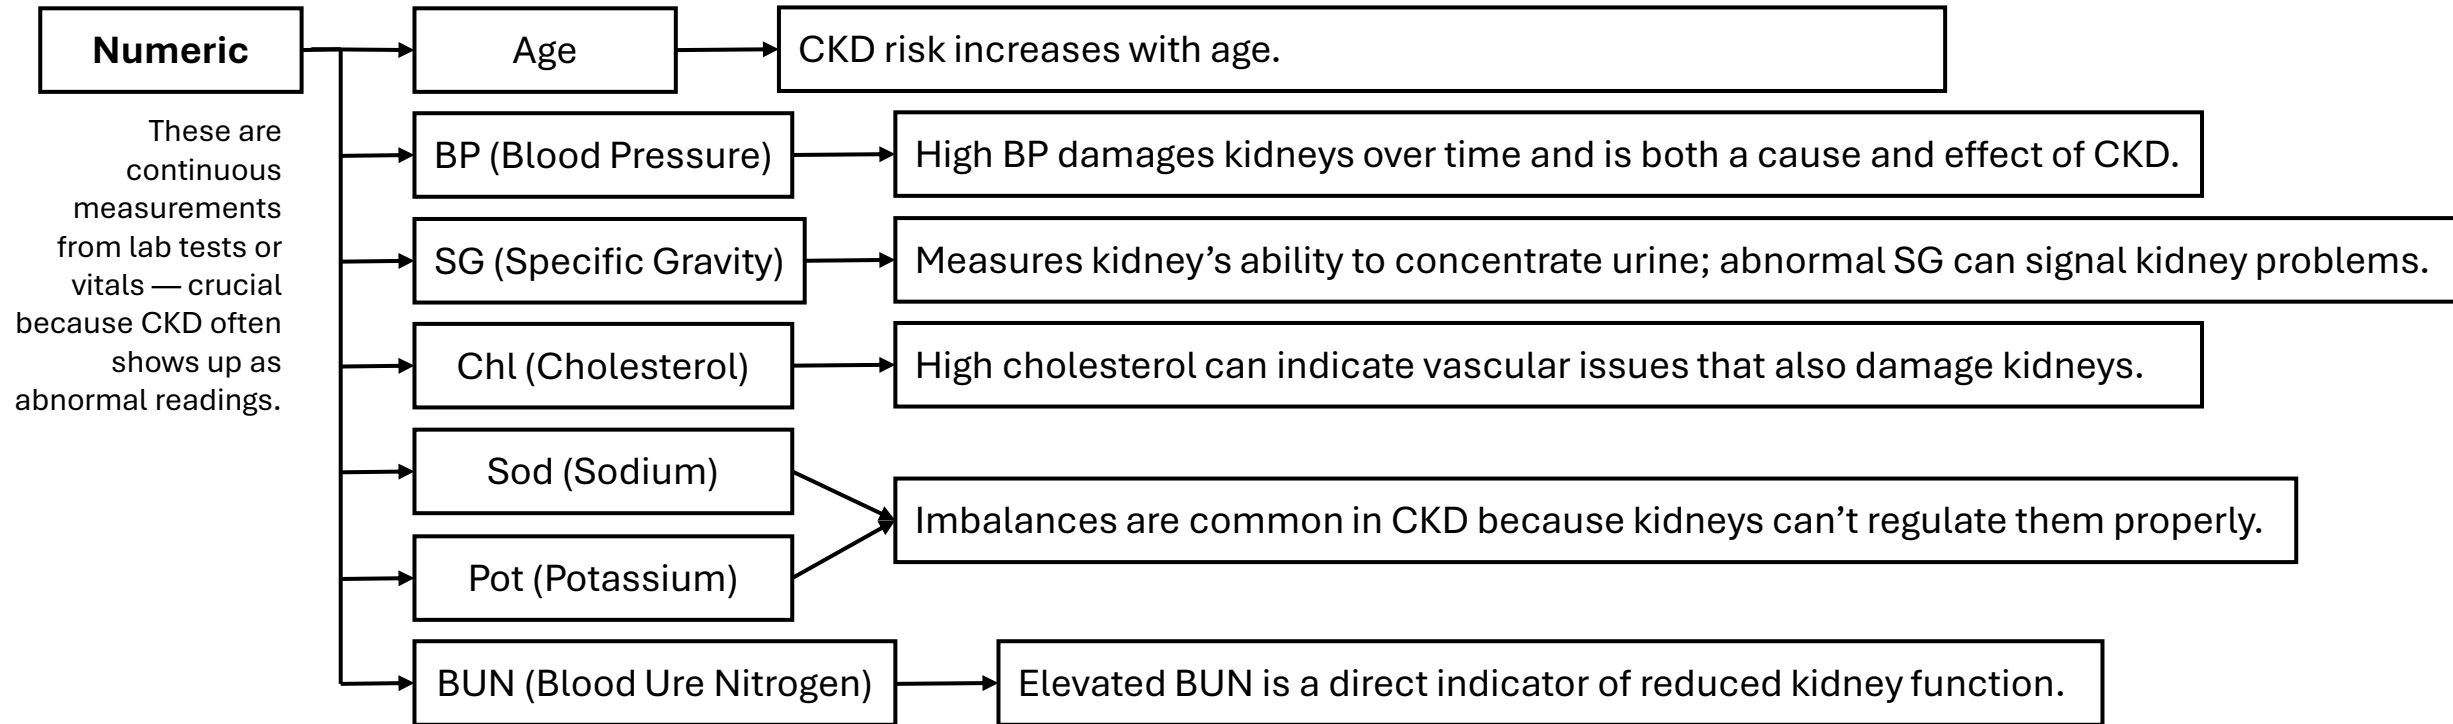 Numeric
These are
continuous
measurements
from lab tests or
vitals — crucial
because CKD often
shows up as
abnormal readings.
Age
CKD risk increases with age.
BP (Blood Pressure)
High BP damages kidneys over time and is both a cause and effect of CKD.
SG (Specific Gravity)
Measures kidney’s ability to concentrate urine; abnormal SG can signal kidney problems.
Chl (Cholesterol)
High cholesterol can indicate vascular issues that also damage kidneys.
Sod (Sodium)
Pot (Potassium)
Imbalances are common in CKD because kidneys can’t regulate them properly.
BUN (Blood Ure Nitrogen)
Elevated BUN is a direct indicator of reduced kidney function.